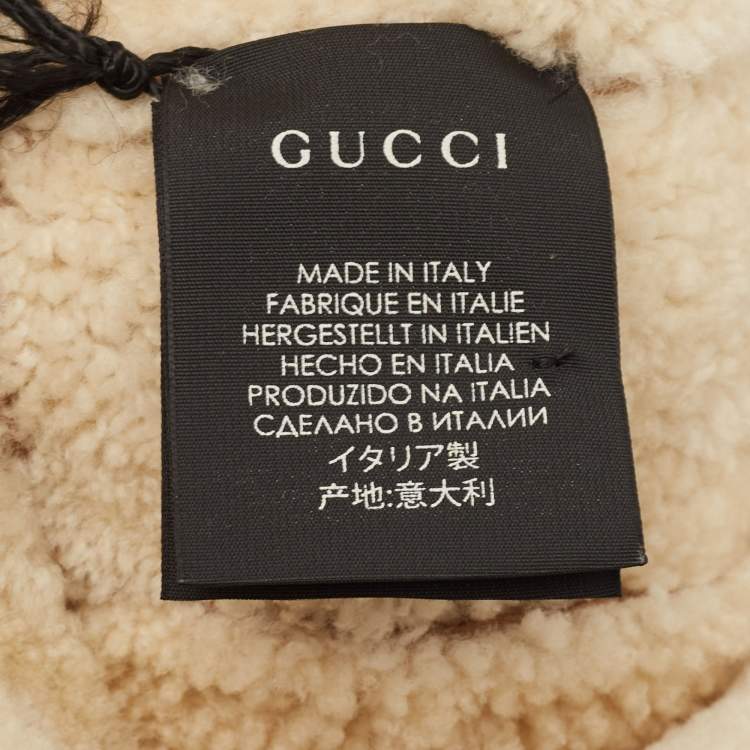 GUCCI
MADE IN ITALY
FABRIQUE EN ITALIE
HERGESTELLT IN ITALIEN
HECHO EN ITALIA
PRODUZIDO NA ITALIA
СДЕЛАНО В ИТАЛИИ
イタリア製
产地:意大利